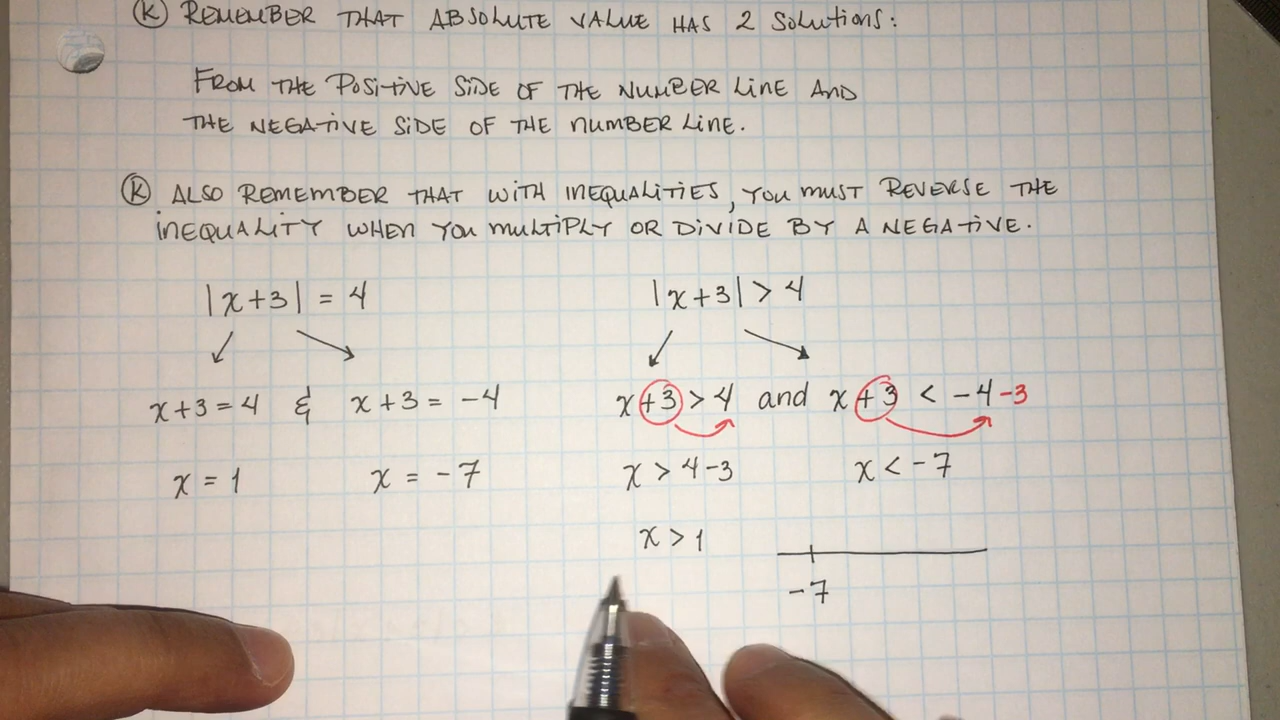 Ⓚ REMEMBER THAT ABSOLUTE VALUE HAS 2 SOLUTIONS:
FROM THE POSITIVE SIDE OF THE NUMBER LINE AND
THE NEGATIVE SIDE OF THE NUMBER LINE.
Ⓚ ALSO REMEMBER THAT WITH INEQUALITIES, YOU MUST REVERSE THE
INEQUALITY WHEN YOU MULTIPLY OR DIVIDE BY A NEGATIVE.
|x+3| = 4
|x+3| > 4
x+3 = 4 & x+3 = -4
x+3 > 4 and x+3 < -4-3
x = 1 x = -7
x > 4-3 x < -7
x > 1
-7